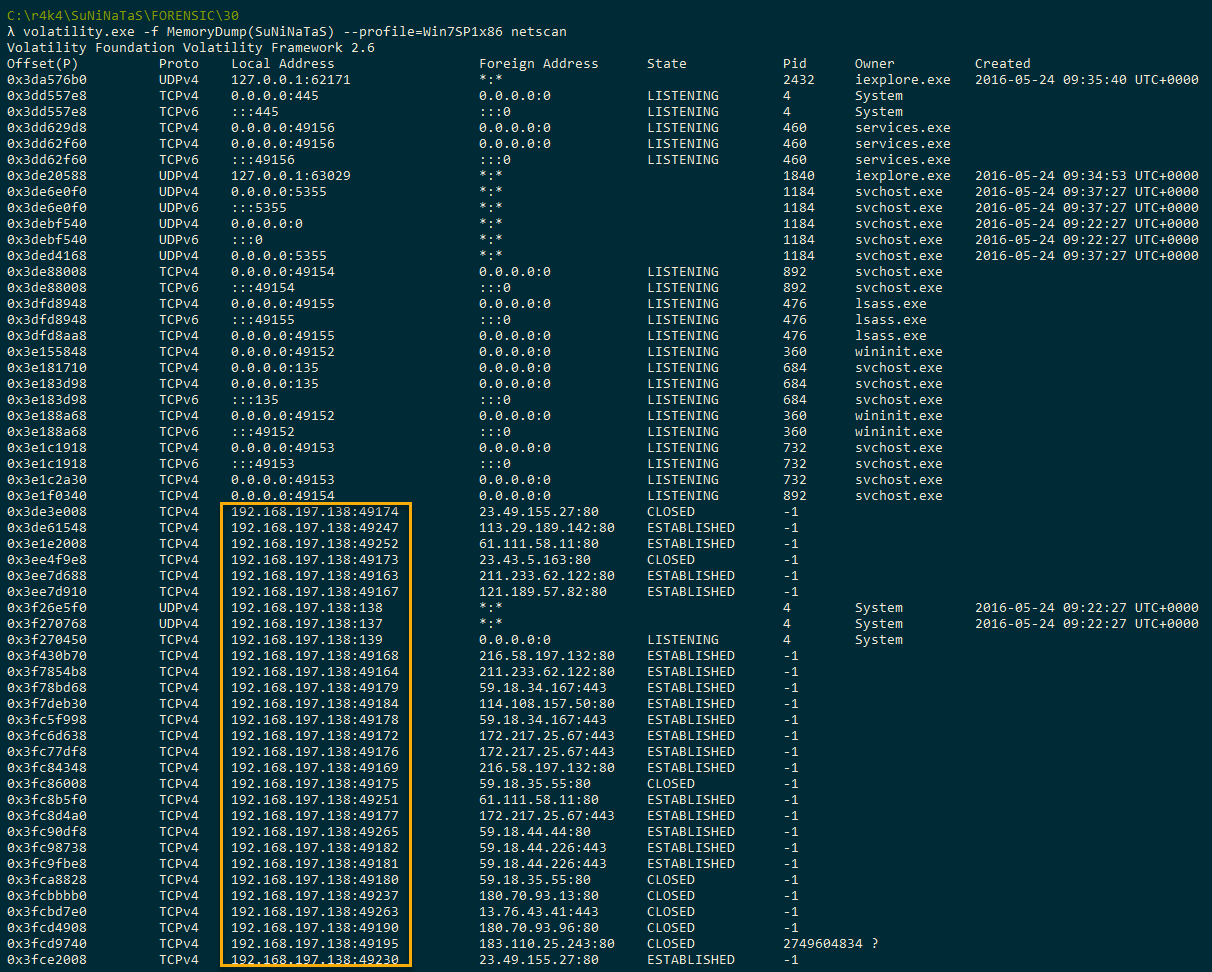 C:\r4k4\SuNiNaTaS\FORENSIC\30
λ volatility.exe -f MemoryDump(SuNiNaTaS) --profile=Win7SP1x86 netscan
Volatility Foundation Volatility Framework 2.6
Offset(P) Proto Local Address Foreign Address State Pid Owner Created
0x3da576b0 UDPv4 127.0.0.1:62171 *:* 2432 iexplore.exe 2016-05-24 09:35:40 UTC+0000
0x3dd557e8 TCPv4 0.0.0.0:445 0.0.0.0:0 LISTENING 4 System
0x3dd557e8 TCPv6 :::445 :::0 LISTENING 4 System
0x3dd629d8 TCPv4 0.0.0.0:49156 0.0.0.0:0 LISTENING 460 services.exe
0x3dd62f60 TCPv4 0.0.0.0:49156 0.0.0.0:0 LISTENING 460 services.exe
0x3dd62f60 TCPv6 :::49156 :::0 LISTENING 460 services.exe
0x3de20588 UDPv4 127.0.0.1:63029 *:* 1840 iexplore.exe 2016-05-24 09:34:53 UTC+0000
0x3de6e0f0 UDPv4 0.0.0.0:5355 *:* 1184 svchost.exe 2016-05-24 09:37:27 UTC+0000
0x3de6e0f0 UDPv6 :::5355 *:* 1184 svchost.exe 2016-05-24 09:37:27 UTC+0000
0x3debf540 UDPv4 0.0.0.0:0 *:* 1184 svchost.exe 2016-05-24 09:22:27 UTC+0000
0x3debf540 UDPv6 :::0 *:* 1184 svchost.exe 2016-05-24 09:22:27 UTC+0000
0x3ded4168 UDPv4 0.0.0.0:5355 *:* 1184 svchost.exe 2016-05-24 09:37:27 UTC+0000
0x3de88008 TCPv4 0.0.0.0:49154 0.0.0.0:0 LISTENING 892 svchost.exe
0x3de88008 TCPv6 :::49154 :::0 LISTENING 892 svchost.exe
0x3dfd8948 TCPv4 0.0.0.0:49155 0.0.0.0:0 LISTENING 476 lsass.exe
0x3dfd8948 TCPv6 :::49155 :::0 LISTENING 476 lsass.exe
0x3dfd8aa8 TCPv4 0.0.0.0:49155 0.0.0.0:0 LISTENING 476 lsass.exe
0x3e155848 TCPv4 0.0.0.0:49152 0.0.0.0:0 LISTENING 360 wininit.exe
0x3e181710 TCPv4 0.0.0.0:135 0.0.0.0:0 LISTENING 684 svchost.exe
0x3e183d98 TCPv4 0.0.0.0:135 0.0.0.0:0 LISTENING 684 svchost.exe
0x3e183d98 TCPv6 :::135 :::0 LISTENING 684 svchost.exe
0x3e188a68 TCPv4 0.0.0.0:49152 0.0.0.0:0 LISTENING 360 wininit.exe
0x3e188a68 TCPv6 :::49152 :::0 LISTENING 360 wininit.exe
0x3e1c1918 TCPv4 0.0.0.0:49153 0.0.0.0:0 LISTENING 732 svchost.exe
0x3e1c1918 TCPv6 :::49153 :::0 LISTENING 732 svchost.exe
0x3e1c2a30 TCPv4 0.0.0.0:49153 0.0.0.0:0 LISTENING 732 svchost.exe
0x3e1f0340 TCPv4 0.0.0.0:49154 0.0.0.0:0 LISTENING 892 svchost.exe
0x3de3e008 TCPv4 192.168.197.138:49174 23.49.155.27:80 CLOSED -1
0x3de61548 TCPv4 192.168.197.138:49247 113.29.189.142:80 ESTABLISHED -1
0x3e1e2008 TCPv4 192.168.197.138:49252 61.111.58.11:80 ESTABLISHED -1
0x3ee4f9e8 TCPv4 192.168.197.138:49173 23.43.5.163:80 CLOSED -1
0x3ee7d688 TCPv4 192.168.197.138:49163 211.233.62.122:80 ESTABLISHED -1
0x3ee7d910 TCPv4 192.168.197.138:49167 121.189.57.82:80 ESTABLISHED -1
0x3f26e5f0 UDPv4 192.168.197.138:138 *:* 4 System 2016-05-24 09:22:27 UTC+0000
0x3f270768 UDPv4 192.168.197.138:137 *:* 4 System 2016-05-24 09:22:27 UTC+0000
0x3f270450 TCPv4 192.168.197.138:139 0.0.0.0:0 LISTENING 4 System
0x3f430b70 TCPv4 192.168.197.138:49168 216.58.197.132:80 ESTABLISHED -1
0x3f7854b8 TCPv4 192.168.197.138:49164 211.233.62.122:80 ESTABLISHED -1
0x3f78bd68 TCPv4 192.168.197.138:49179 59.18.34.167:443 ESTABLISHED -1
0x3f7deb30 TCPv4 192.168.197.138:49184 114.108.157.50:80 ESTABLISHED -1
0x3fc5f998 TCPv4 192.168.197.138:49178 59.18.34.167:443 ESTABLISHED -1
0x3fc6d638 TCPv4 192.168.197.138:49172 172.217.25.67:443 ESTABLISHED -1
0x3fc77df8 TCPv4 192.168.197.138:49176 172.217.25.67:443 ESTABLISHED -1
0x3fc84348 TCPv4 192.168.197.138:49169 216.58.197.132:80 ESTABLISHED -1
0x3fc86008 TCPv4 192.168.197.138:49175 59.18.35.55:80 CLOSED -1
0x3fc8b5f0 TCPv4 192.168.197.138:49251 61.111.58.11:80 ESTABLISHED -1
0x3fc8d4a0 TCPv4 192.168.197.138:49177 172.217.25.67:443 ESTABLISHED -1
0x3fc90df8 TCPv4 192.168.197.138:49265 59.18.44.44:80 ESTABLISHED -1
0x3fc98738 TCPv4 192.168.197.138:49182 59.18.44.226:443 ESTABLISHED -1
0x3fc9fbe8 TCPv4 192.168.197.138:49181 59.18.44.226:443 ESTABLISHED -1
0x3fca8828 TCPv4 192.168.197.138:49180 59.18.35.55:80 CLOSED -1
0x3fcbbbb0 TCPv4 192.168.197.138:49237 180.70.93.13:80 CLOSED -1
0x3fcbd7e0 TCPv4 192.168.197.138:49263 13.76.43.41:443 CLOSED -1
0x3fcd4908 TCPv4 192.168.197.138:49190 180.70.93.96:80 CLOSED -1
0x3fcd9740 TCPv4 192.168.197.138:49195 183.110.25.243:80 CLOSED 2749604834 ?
0x3fce2008 TCPv4 192.168.197.138:49230 23.49.155.27:80 ESTABLISHED -1